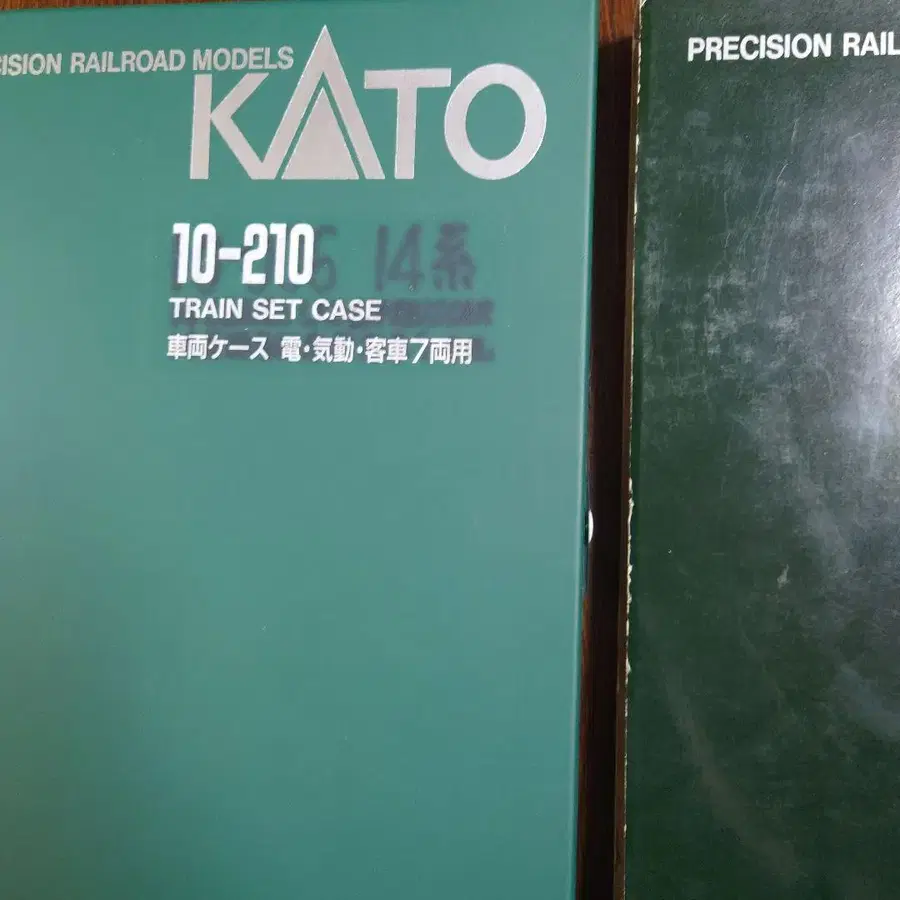 CISION RAILROAD MODELS
KATO
10-210
14系
TRAIN SET CASE
車両ケース 電・気動・客車7両用
PRECISION RAIL